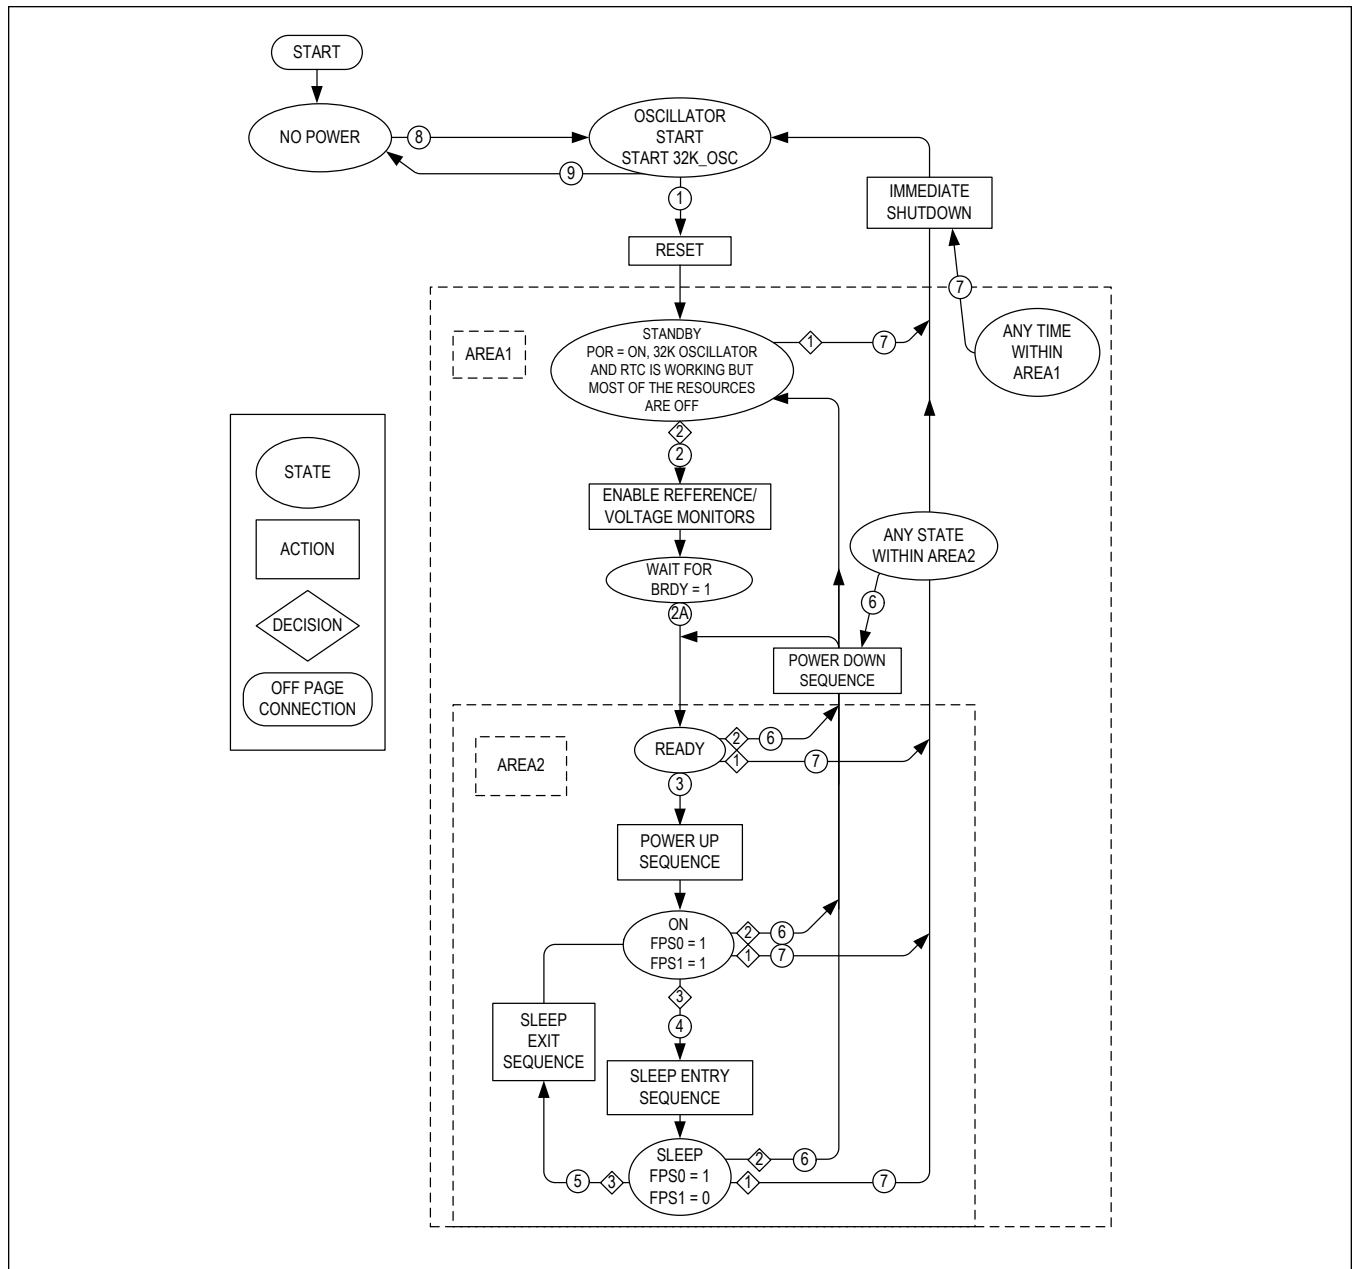 START
NO POWER
8
OSCILLATOR
START
START 32K_OSC
9
1
IMMEDIATE
SHUTDOWN
RESET
7
AREA1
STANDBY
POR = ON, 32K OSCILLATOR
AND RTC IS WORKING BUT
MOST OF THE RESOURCES
ARE OFF
1
7
ANY TIME
WITHIN
AREA1
2
2
STATE
ACTION
DECISION
OFF PAGE
CONNECTION
ENABLE REFERENCE/
VOLTAGE MONITORS
ANY STATE
WITHIN AREA2
WAIT FOR
BRDY = 1
2A
6
POWER DOWN
SEQUENCE
AREA2
READY
2
6
1
7
3
POWER UP
SEQUENCE
ON
FPS0 = 1
FPS1 = 1
2
6
1
7
3
4
SLEEP
EXIT
SEQUENCE
SLEEP ENTRY
SEQUENCE
5
3
SLEEP
FPS0 = 1
FPS1 = 0
2
6
1
7